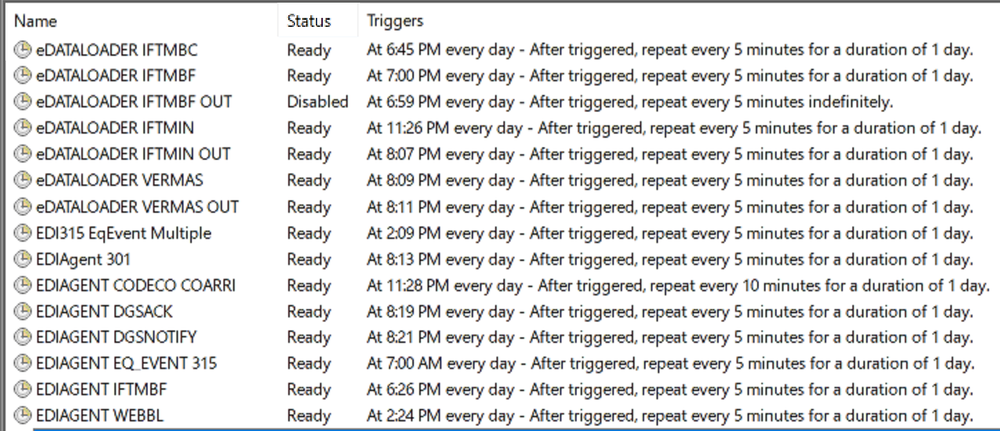 Name Status Triggers
eDATALOADER IFTMBC Ready At 6:45 PM every day - After triggered, repeat every 5 minutes for a duration of 1 day.
eDATALOADER IFTMBF Ready At 7:00 PM every day - After triggered, repeat every 5 minutes for a duration of 1 day.
eDATALOADER IFTMBF OUT Disabled At 6:59 PM every day - After triggered, repeat every 5 minutes indefinitely.
eDATALOADER IFTMIN Ready At 11:26 PM every day - After triggered, repeat every 5 minutes for a duration of 1 day.
eDATALOADER IFTMIN OUT Ready At 8:07 PM every day - After triggered, repeat every 5 minutes for a duration of 1 day.
eDATALOADER VERMAS Ready At 8:09 PM every day - After triggered, repeat every 5 minutes for a duration of 1 day.
eDATALOADER VERMAS OUT Ready At 8:11 PM every day - After triggered, repeat every 5 minutes for a duration of 1 day.
EDI315 EqEvent Multiple Ready At 2:09 PM every day - After triggered, repeat every 5 minutes for a duration of 1 day.
EDIAgent 301 Ready At 8:13 PM every day - After triggered, repeat every 5 minutes for a duration of 1 day.
EDIAGENT CODECO COARRI Ready At 11:28 PM every day - After triggered, repeat every 10 minutes for a duration of 1 day.
EDIAGENT DGSACK Ready At 8:19 PM every day - After triggered, repeat every 5 minutes for a duration of 1 day.
EDIAGENT DGSNOTIFY Ready At 8:21 PM every day - After triggered, repeat every 5 minutes for a duration of 1 day.
EDIAGENT EQ_EVENT 315 Ready At 7:00 AM every day - After triggered, repeat every 5 minutes for a duration of 1 day.
EDIAGENT IFTMBF Ready At 6:26 PM every day - After triggered, repeat every 5 minutes for a duration of 1 day.
EDIAGENT WEBBL Ready At 2:24 PM every day - After triggered, repeat every 5 minutes for a duration of 1 day.